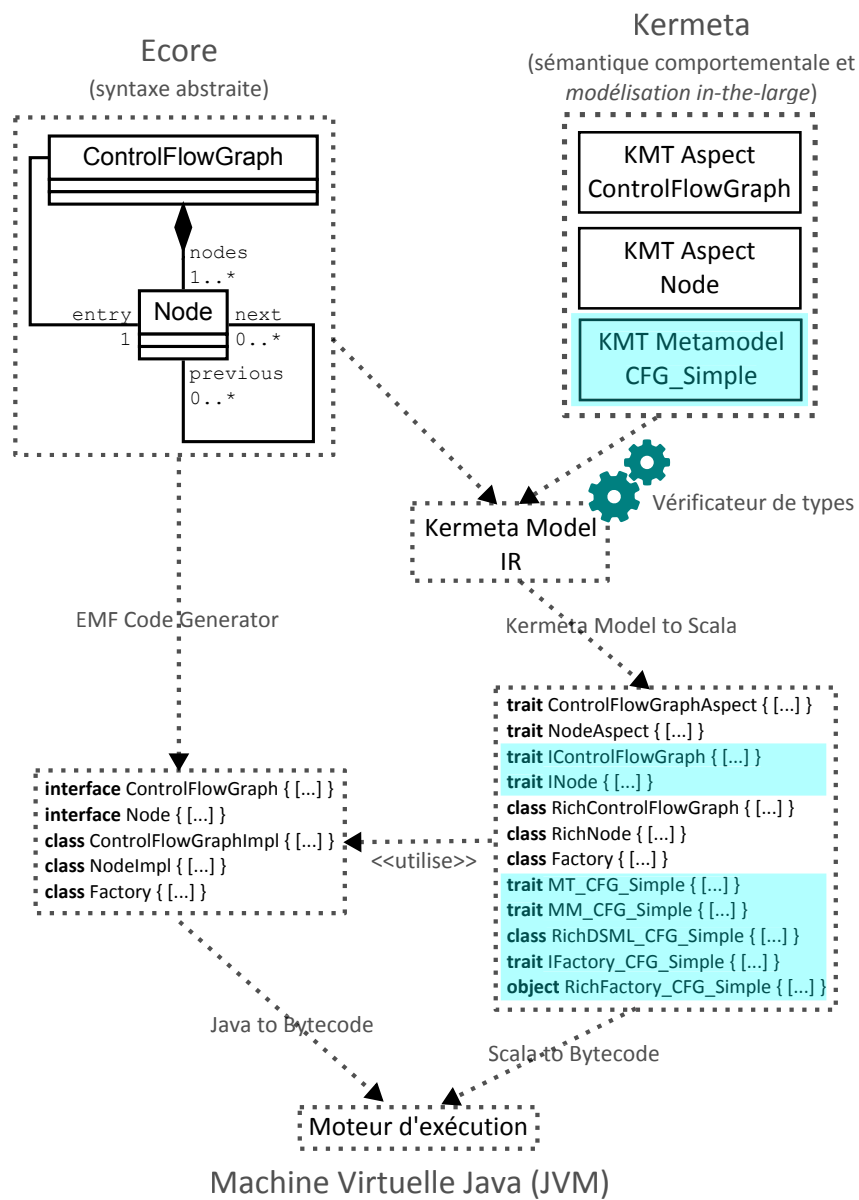 Ecore
(syntaxe abstraite)
Kermeta
(sémantique comportementale et
modélisation in-the-large)
ControlFlowGraph
nodes
1..*
entry
1
Node
next
0..*
previous
0..*
KMT Aspect
ControlFlowGraph
KMT Aspect
Node
KMT Metamodel
CFG_Simple
Vérificateur de types
Kermeta Model
IR
EMF Code Generator
Kermeta Model to Scala
interface ControlFlowGraph { [...] }
interface Node { [...] }
class ControlFlowGraphImpl { [...] }
class NodeImpl { [...] }
class Factory { [...] }
<<utilise>>
trait ControlFlowGraphAspect { [...] }
trait NodeAspect { [...] }
trait IControlFlowGraph { [...] }
trait INode { [...] }
class RichControlFlowGraph { [...] }
class RichNode { [...] }
class Factory { [...] }
trait MT_CFG_Simple { [...] }
trait MM_CFG_Simple { [...] }
class RichDSML_CFG_Simple { [...] }
trait IFactory_CFG_Simple { [...] }
object RichFactory_CFG_Simple { [...] }
Java to Bytecode
Scala to Bytecode
Moteur d'exécution
Machine Virtuelle Java (JVM)